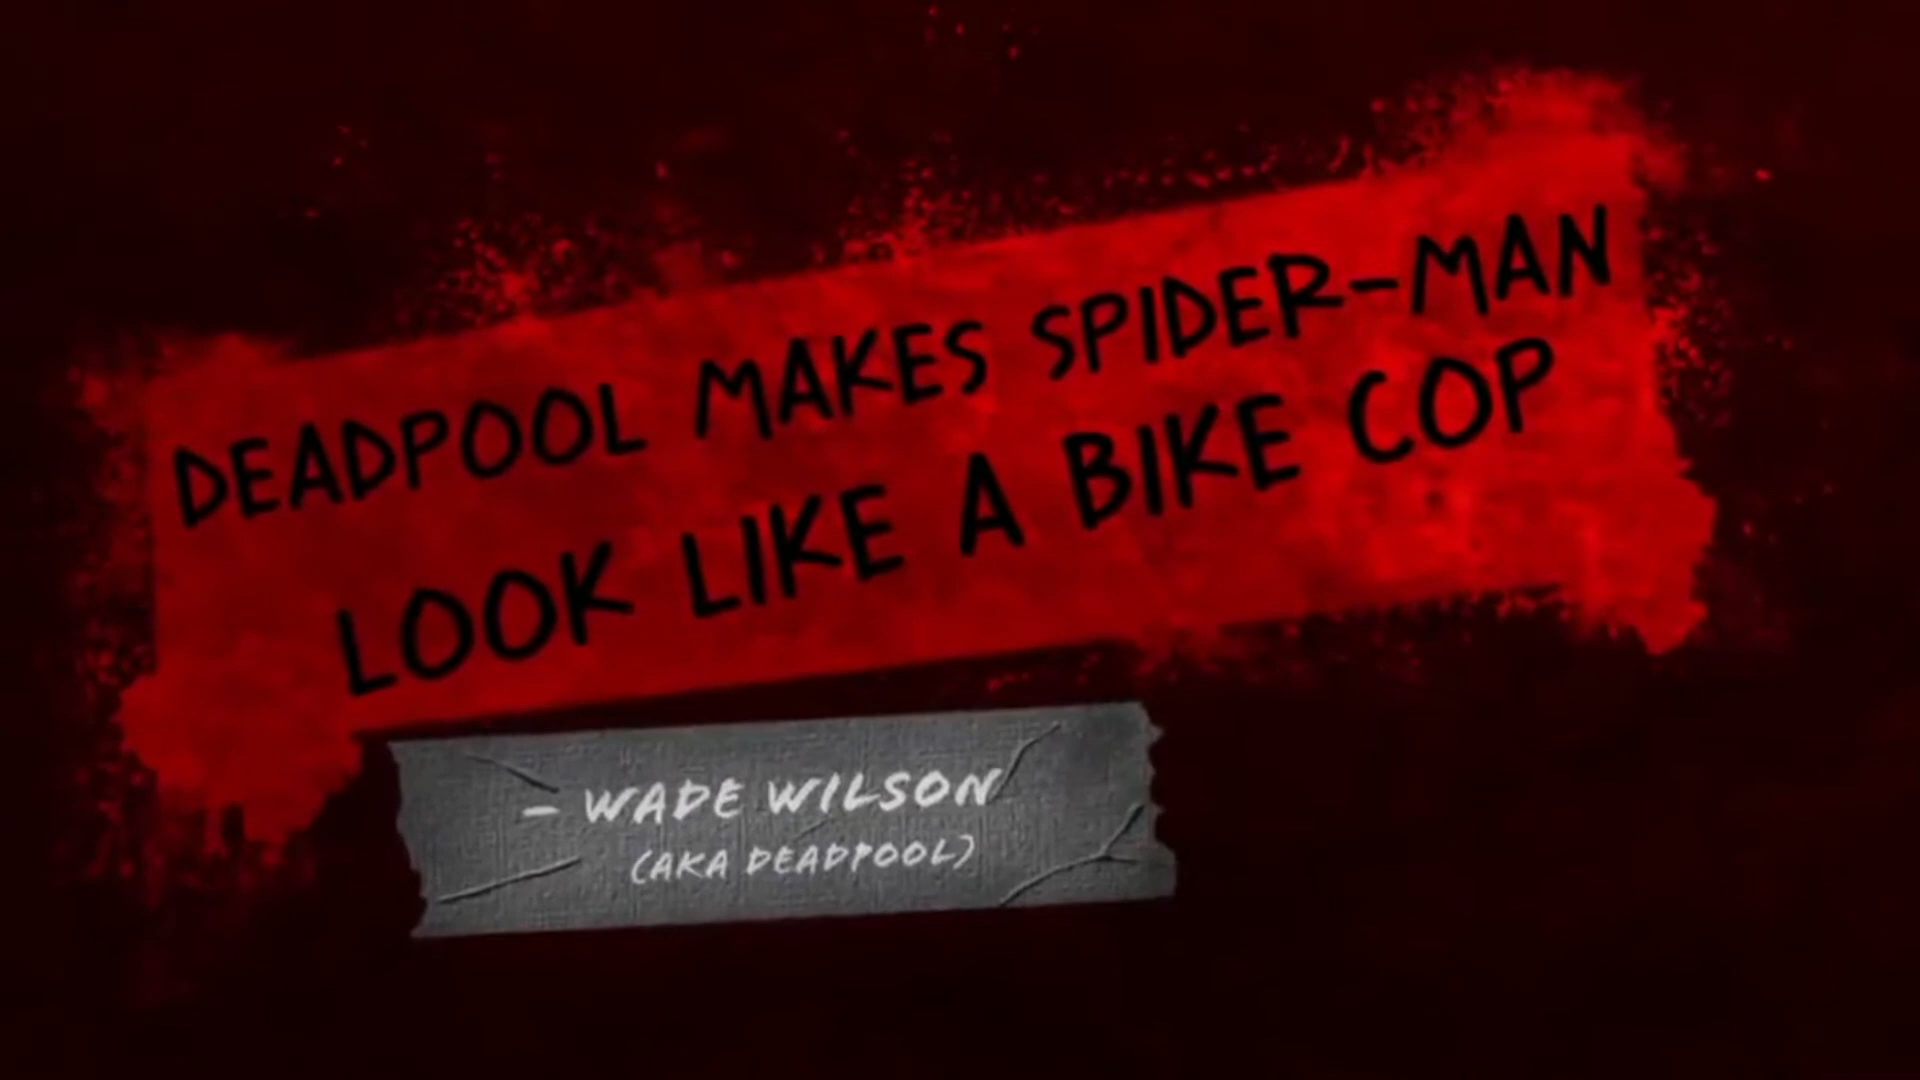 DEADPOOL MAKES SPIDER-MAN
LOOK LIKE A BIKE COP
- WADE WILSON
(AKA DEADPOOL)